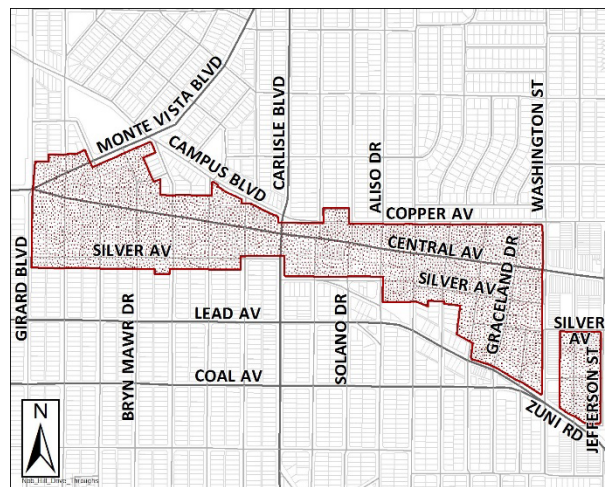 MONTE VISTA BLVD
CAMPUS BLVD
CARLISLE BLVD
ALISO DR
WASHINGTON ST
COPPER AV
CENTRAL AV
SILVER AV
SILVER AV
GRACELAND DR
GIRARD BLVD
BRYN MAWR DR
LEAD AV
SOLANO DR
COAL AV
SILVER
AV
JEFFERSON ST
ZUNI RD
N
Nob_Hill_Drive_Throughs